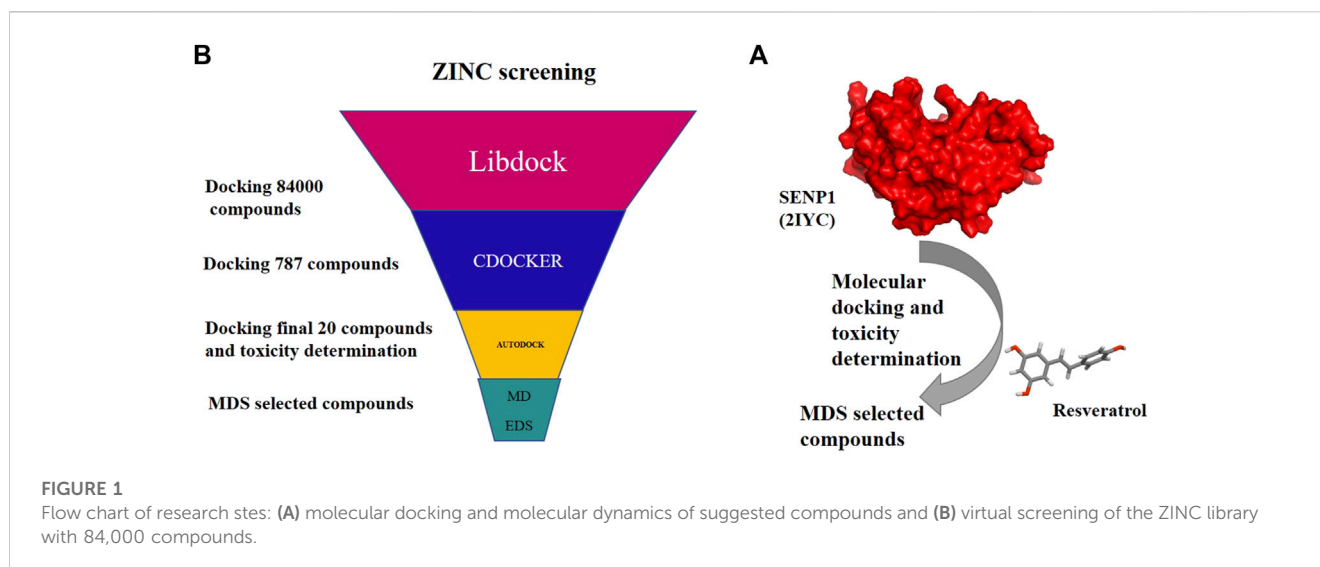 B
ZINC screening
Libdock
Docking 84000
compounds
CDOCKER
Docking 787 compounds
Docking final 20 compounds
and toxicity determination
AUTODOCK
MDS selected compounds
MD
EDS
A
SENP1
(2IYC)
Molecular
docking and
toxicity
determination
Resveratrol
MDS selected
compounds
FIGURE 1
Flow chart of research stes: (A) molecular docking and molecular dynamics of suggested compounds and (B) virtual screening of the ZINC library
with 84,000 compounds.